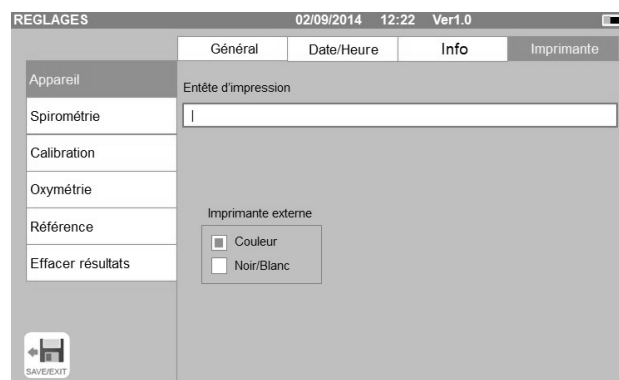 REGLAGES 02/09/2014 12:22 Ver1.0
Général Date/Heure Info Imprimante
Appareil
Entête d'impression
Spirométrie
Calibration
Oxymétrie
Référence
Imprimante externe
Couleur
Noir/Blanc
Effacer résultats
SAVE/EXIT